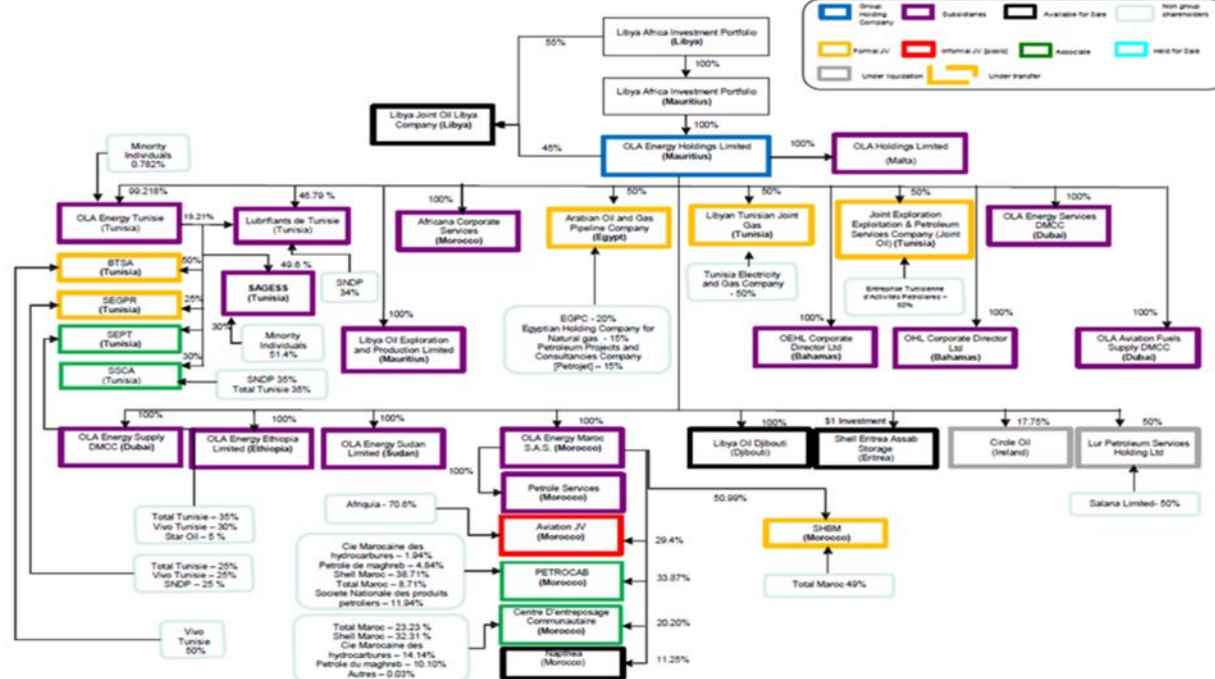 Group
Holding
Company
Subsidiaries
Available for Sale
Non group
shareholders
Formal JV
Informal JV [pools]
Associate
Held for Sale
Under liquidation
Under transfer
Libya Africa Investment Portfolio
(Libya)
55%
100%
Libya Africa Investment Portfolio
(Mauritius)
Libya Joint Oil Libya
Company (Libya)
100%
45%
OLA Energy Holdings Limited
(Mauritius)
100%
OLA Holdings Limited
(Malta)
Minority
Individuals
0.782%
99.218%
46.79 %
100%
50%
50%
50%
100%
OLA Energy Tunisie
(Tunisia)
19.21%
Lubrifiants de Tunisie
(Tunisia)
Africana Corporate
Services
(Morocco)
Arabian Oil and Gas
Pipeline Company
(Egypt)
Libyan Tunisian Joint
Gas
(Tunisia)
Joint Exploration
Exploitation & Petroleum
Services Company (Joint
Oil) (Tunisia)
OLA Energy Services
DMCC
(Dubai)
BTSA
(Tunisia)
50%
49.6 %
SAGESS
(Tunisia)
SNDP
34%
Tunisia Electricity
and Gas Company
- 50%
Entreprise Tunisienne
d'Activités Petrolieres –
50%
SEGPR
(Tunisia)
25%
30%
SEPT
(Tunisia)
Minority
Individuals
51.4%
100%
Libya Oil Exploration
and Production Limited
(Mauritius)
EGPC - 20%
Egyptian Holding Company for
Natural gas - 15%
Petroleum Projects and
Consultancies Company
[Petrojet] – 15%
100%
OEHL Corporate
Director Ltd
(Bahamas)
100%
OHL Corporate Director
Ltd
(Bahamas)
100%
OLA Aviation Fuels
Supply DMCC
(Dubai)
SSCA
(Tunisia)
30%
SNDP 35%
Total Tunisie 35%
100%
100%
100%
100%
100%
$1 Investment
17.75%
50%
OLA Energy Supply
DMCC (Dubai)
OLA Energy Ethiopia
Limited (Ethiopia)
OLA Energy Sudan
Limited (Sudan)
OLA Energy Maroc
S.A.S. (Morocco)
Libya Oil Djibouti
(Djibouti)
Shell Eritrea Assab
Storage
(Eritrea)
Circle Oil
(Ireland)
Lur Petroleum Services
Holding Ltd
100%
Petrole Services
(Morocco)
50.99%
Salana Limited- 50%
Total Tunisie – 35%
Vivo Tunisie – 30%
Star Oil – 5 %
Afriquia - 70.6%
Aviation JV
(Morocco)
29.4%
SHBM
(Morocco)
Total Tunisie – 25%
Vivo Tunisie – 25%
SNDP – 25 %
Cie Marocaine des
hydrocarbures – 1.94%
Petrole de maghreb – 4.84%
Shell Maroc – 38.71%
Total Maroc – 8.71%
Societe Nationale des produits
petroliers – 11.94%
PETROCAB
(Morocco)
33.87%
Total Maroc 49%
Vivo
Tunisie
50%
Total Maroc – 23.23 %
Shell Maroc – 32.31 %
Cie Marocaine des
hydrocarbures – 14.14%
Petrole du maghreb – 10.10%
Autres – 0.03%
Centre D'entreposage
Communautaire
(Morocco)
20.20%
Napthea
(Morocco)
11.25%